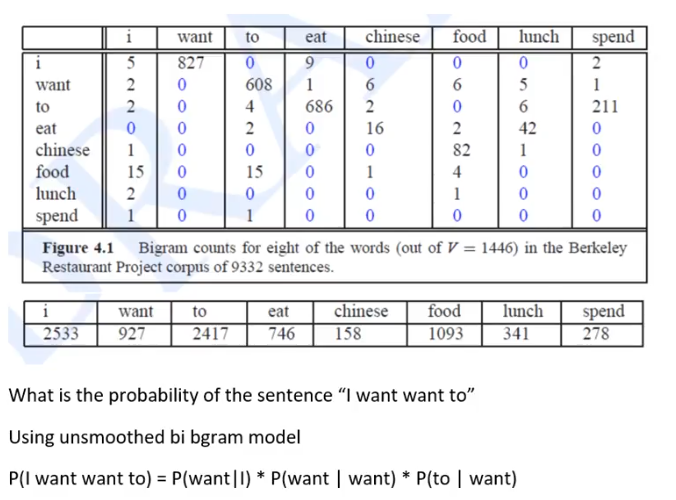 i want to eat chinese food lunch spend
i 5 827 0 9 0 0 0 2
want 2 0 608 1 6 6 5 1
to 2 0 4 686 2 0 6 211
eat 0 0 2 0 16 2 42 0
chinese 1 0 0 0 0 82 1 0
food 15 0 15 0 1 4 0 0
lunch 2 0 0 0 0 1 0 0
spend 1 0 1 0 0 0 0 0
Figure 4.1 Bigram counts for eight of the words (out of V = 1446) in the Berkeley
Restaurant Project corpus of 9332 sentences.
i want to eat chinese food lunch spend
2533 927 2417 746 158 1093 341 278
What is the probability of the sentence “I want want to”
Using unsmoothed bi bgram model
P(I want want to) = P(want|I) * P(want | want) * P(to | want)